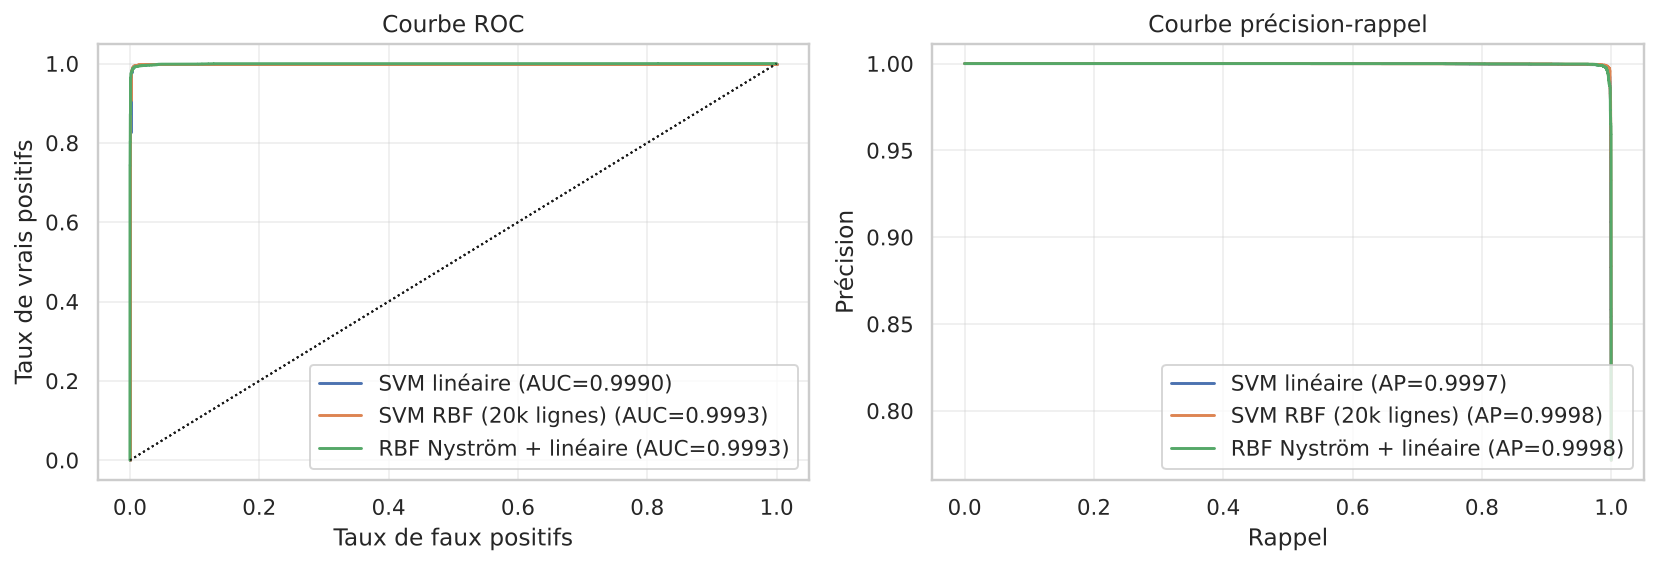 Courbe ROC
Taux de vrais positifs
1.0
0.8
0.6
0.4
0.2
0.0
0.0 0.2 0.4 0.6 0.8 1.0
Taux de faux positifs
SVM linéaire (AUC=0.9990)
SVM RBF (20k lignes) (AUC=0.9993)
RBF Nyström + linéaire (AUC=0.9993)
Courbe précision-rappel
Précision
1.00
0.95
0.90
0.85
0.80
0.0 0.2 0.4 0.6 0.8 1.0
Rappel
SVM linéaire (AP=0.9997)
SVM RBF (20k lignes) (AP=0.9998)
RBF Nyström + linéaire (AP=0.9998)